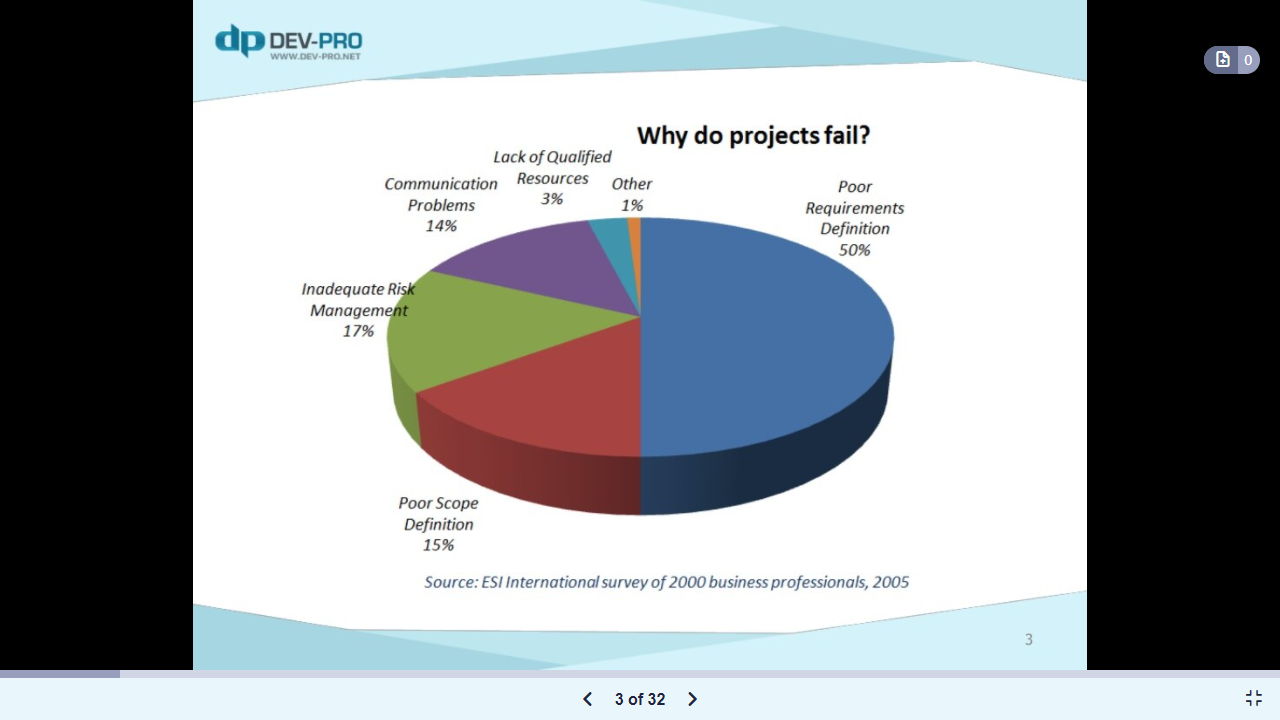 dp DEV-PRO
WWW.DEV-PRO.NET
0
Why do projects fail?
Lack of Qualified
Resources
3%
Other
1%
Communication
Problems
14%
Poor
Requirements
Definition
50%
Inadequate Risk
Management
17%
Poor Scope
Definition
15%
Source: ESI International survey of 2000 business professionals, 2005
3
3 of 32